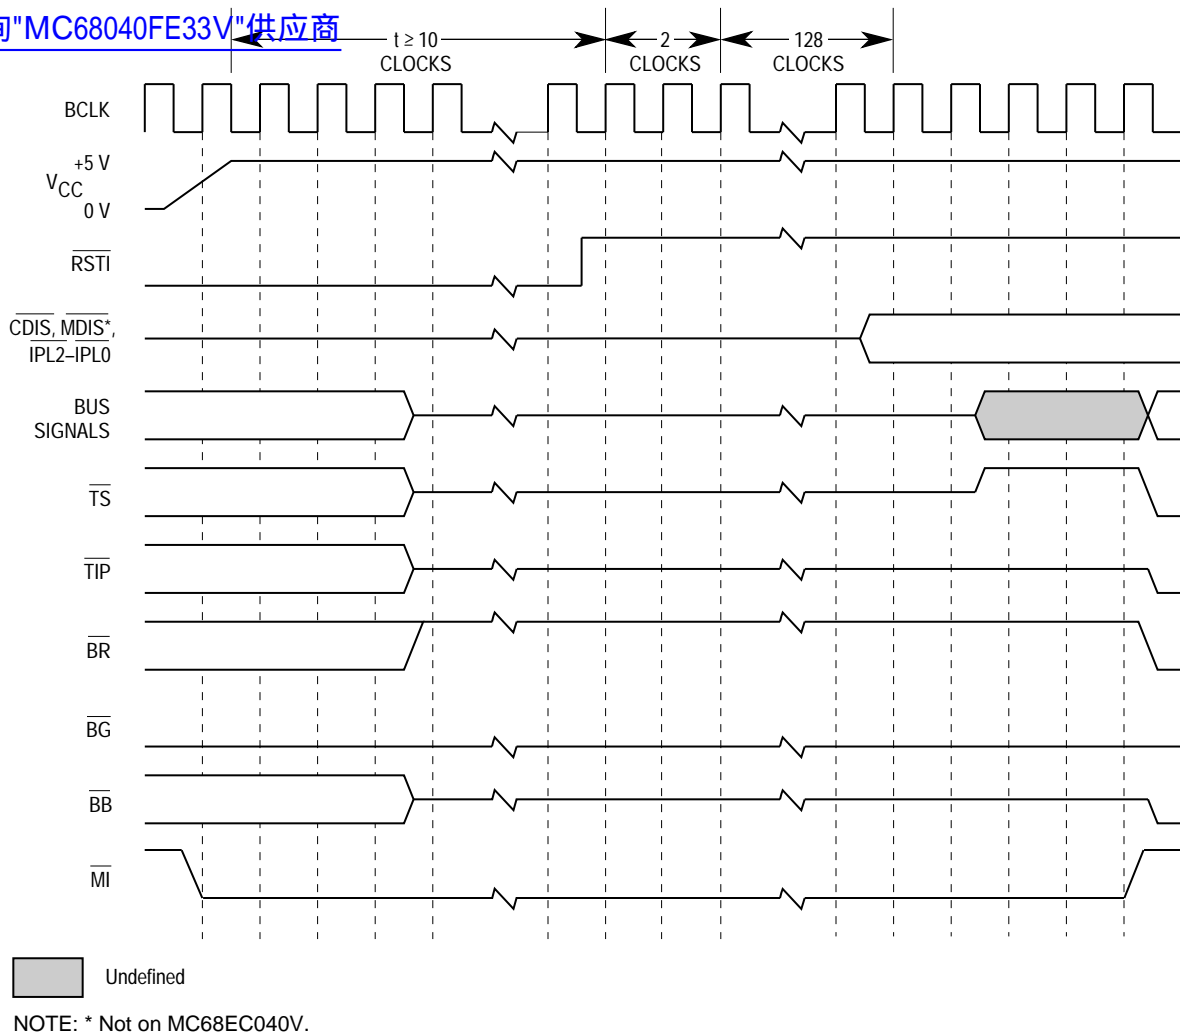 "MC68040FE33V"供应商
t ≥ 10
CLOCKS
2
CLOCKS
128
CLOCKS
BCLK
+5 V
VCC
0 V
RSTI
CDIS, MDIS*,
IPL2–IPL0
BUS
SIGNALS
TS
TIP
BR
BG
BB
MI
Undefined
NOTE: * Not on MC68EC040V.